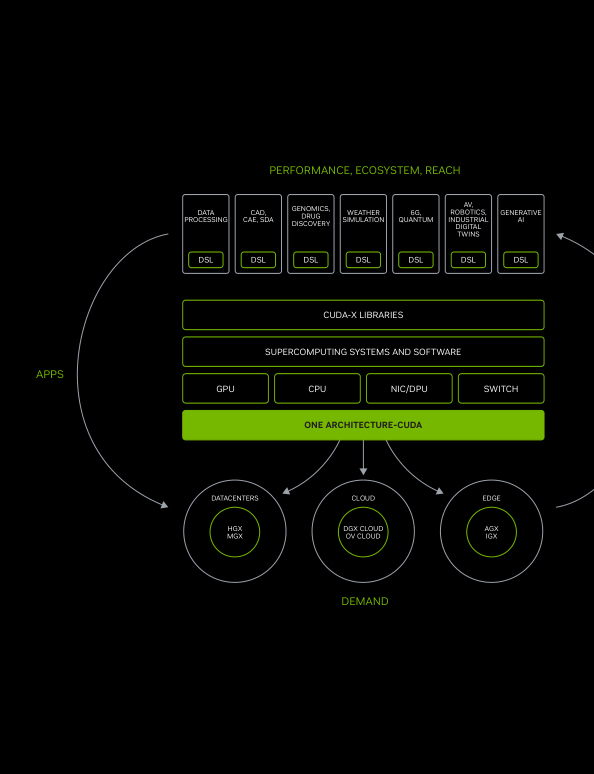 PERFORMANCE, ECOSYSTEM, REACH
DATA
PROCESSING
DSL
CAD,
CAE, SDA
DSL
GENOMICS,
DRUG
DISCOVERY
DSL
WEATHER
SIMULATION
DSL
6G,
QUANTUM
DSL
AV,
ROBOTICS,
INDUSTRIAL
DIGITAL
TWINS
DSL
GENERATIVE
AI
DSL
CUDA-X LIBRARIES
SUPERCOMPUTING SYSTEMS AND SOFTWARE
APPS
GPU
CPU
NIC/DPU
SWITCH
ONE ARCHITECTURE-CUDA
DATACENTERS
HGX
MGX
CLOUD
DGX CLOUD
OV CLOUD
EDGE
AGX
IGX
DEMAND